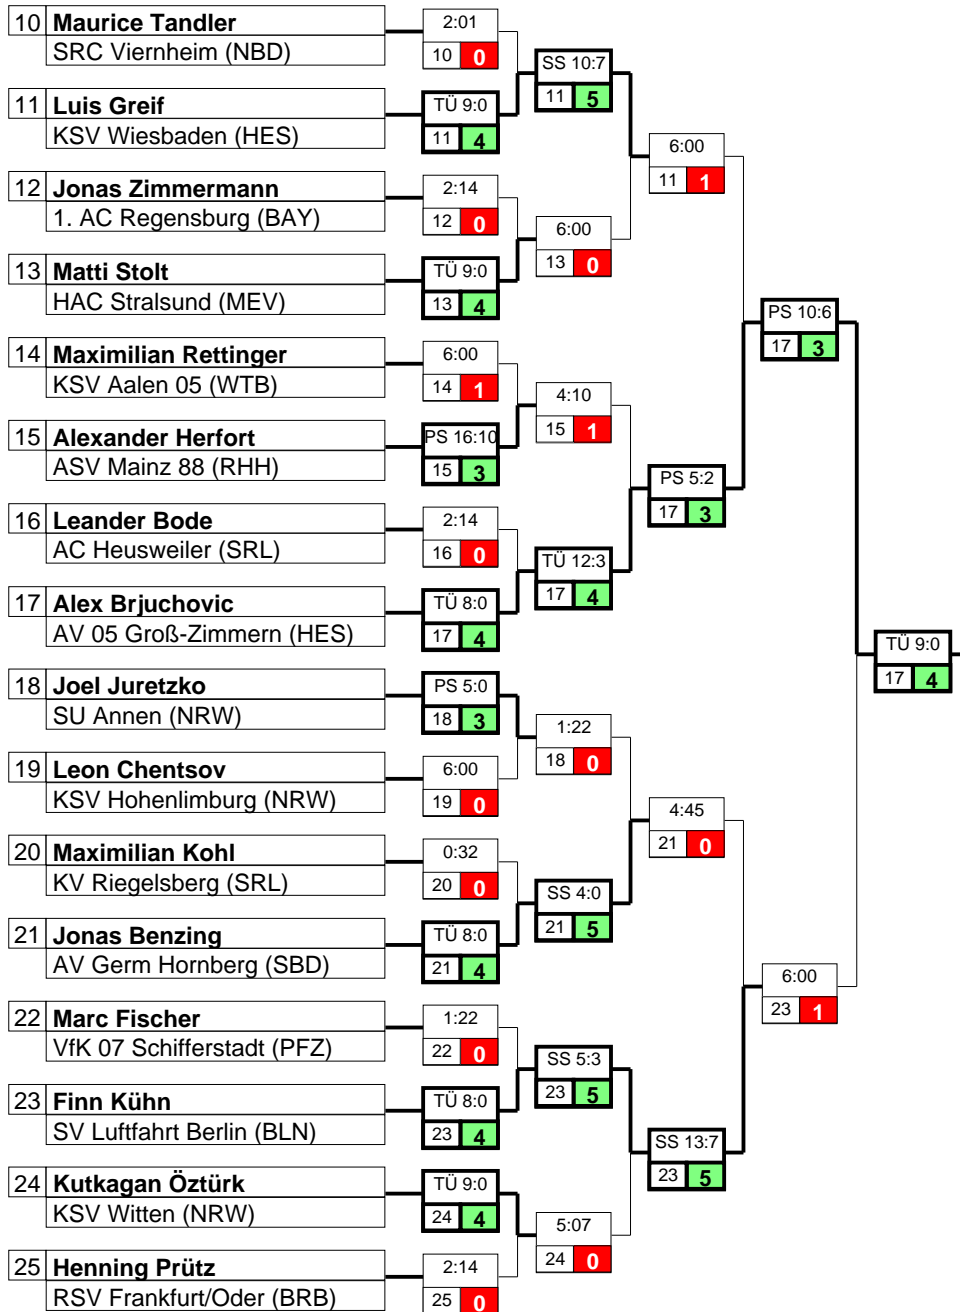 10 Maurice Tandler
SRC Viernheim (NBD)
2:01
10 0
SS 10:7
11 5
11 Luis Greif
KSV Wiesbaden (HES)
TÜ 9:0
11 4
6:00
11 1
12 Jonas Zimmermann
1. AC Regensburg (BAY)
2:14
12 0
6:00
13 0
13 Matti Stolt
HAC Stralsund (MEV)
TÜ 9:0
13 4
PS 10:6
17 3
14 Maximilian Rettinger
KSV Aalen 05 (WTB)
6:00
14 1
4:10
15 1
15 Alexander Herfort
ASV Mainz 88 (RHH)
PS 16:10
15 3
PS 5:2
17 3
16 Leander Bode
AC Heusweiler (SRL)
2:14
16 0
TÜ 12:3
17 4
17 Alex Brjuchovic
AV 05 Groß-Zimmern (HES)
TÜ 8:0
17 4
TÜ 9:0
17 4
18 Joel Juretzko
SU Annen (NRW)
PS 5:0
18 3
1:22
18 0
19 Leon Chentsov
KSV Hohenlimburg (NRW)
6:00
19 0
4:45
21 0
20 Maximilian Kohl
KV Riegelsberg (SRL)
0:32
20 0
SS 4:0
21 5
21 Jonas Benzing
AV Germ Hornberg (SBD)
TÜ 8:0
21 4
6:00
23 1
22 Marc Fischer
VfK 07 Schifferstadt (PFZ)
1:22
22 0
SS 5:3
23 5
23 Finn Kühn
SV Luftfahrt Berlin (BLN)
TÜ 8:0
23 4
SS 13:7
23 5
24 Kutkagan Öztürk
KSV Witten (NRW)
TÜ 9:0
24 4
5:07
24 0
25 Henning Prütz
RSV Frankfurt/Oder (BRB)
2:14
25 0